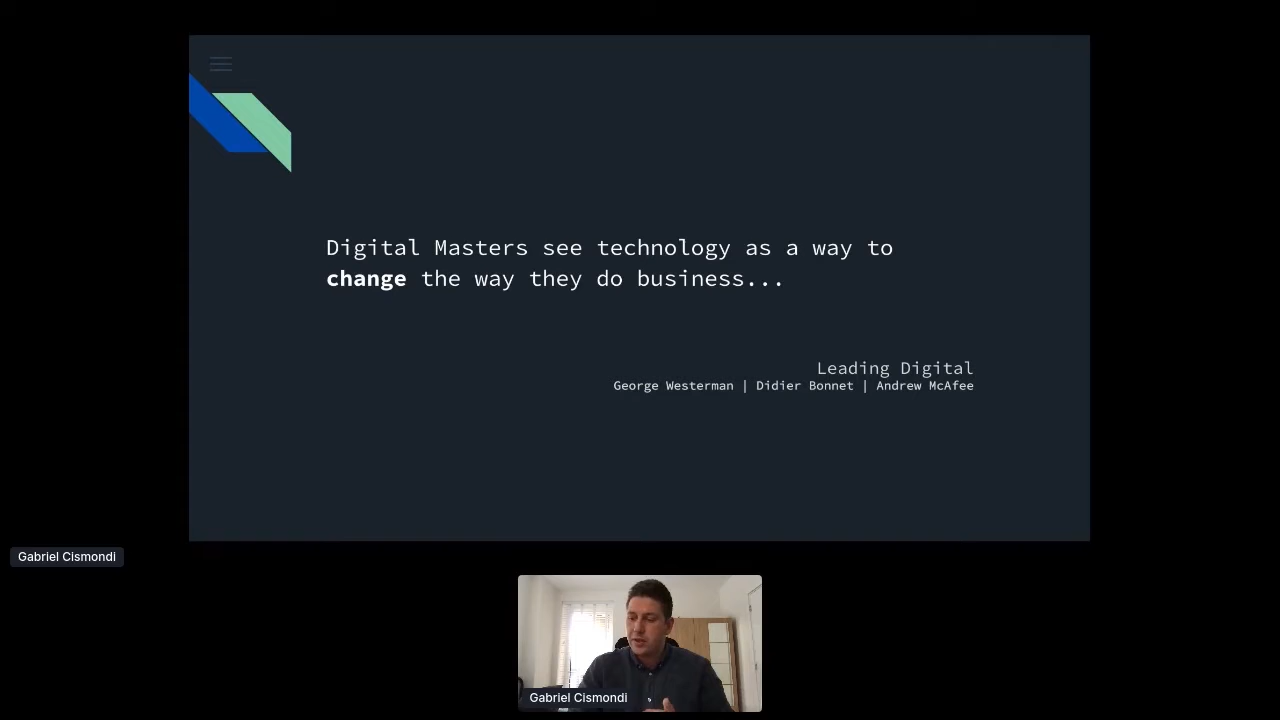 Digital Masters see technology as a way to
change the way they do business...
Leading Digital
George Westerman | Didier Bonnet | Andrew McAfee
Gabriel Cismondi
Gabriel Cismondi